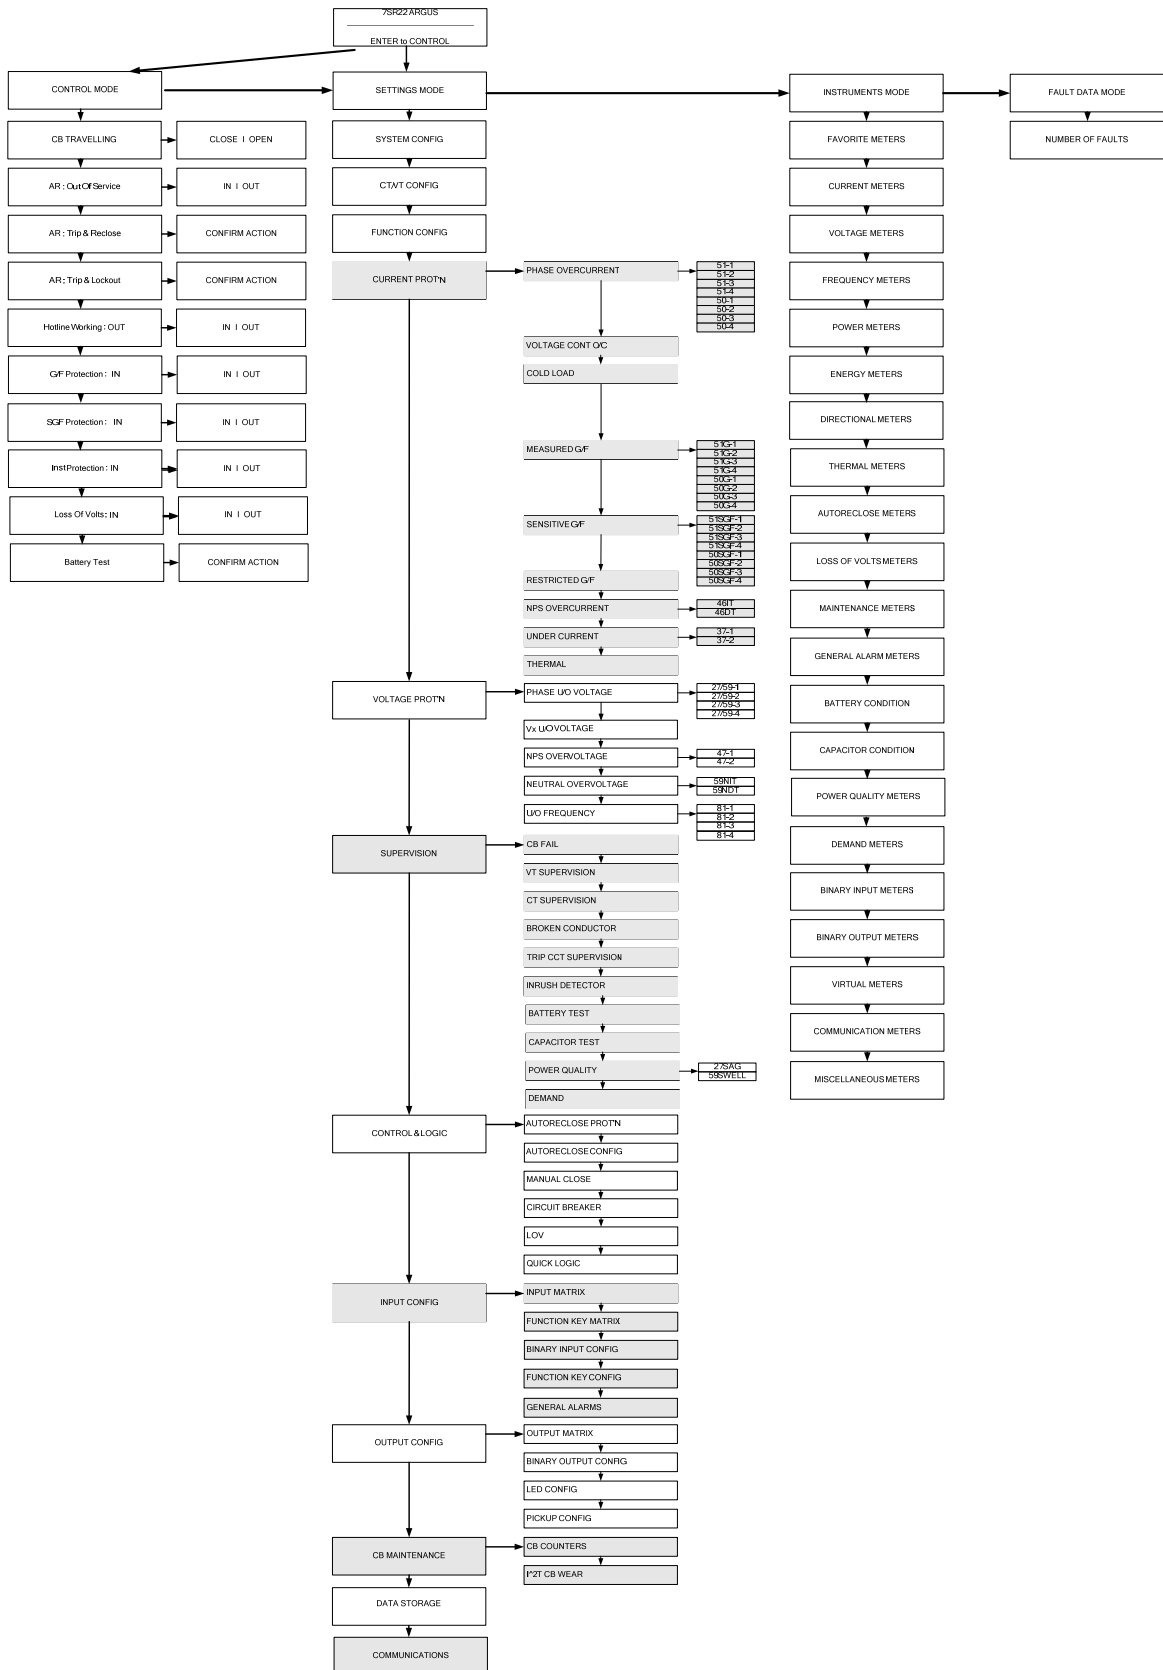 7SR22 ARGUS
ENTER to CONTROL
CONTROL MODE
CB TRAVELLING
CLOSE | OPEN
AR : Out Of Service
IN | OUT
AR : Trip & Reclose
CONFIRM ACTION
AR : Trip & Lockout
CONFIRM ACTION
Hotline Working : OUT
IN | OUT
G/F Protection : IN
IN | OUT
SGF Protection : IN
IN | OUT
Inst Protection : IN
IN | OUT
Loss Of Volts : IN
IN | OUT
Battery Test
CONFIRM ACTION
SETTINGS MODE
SYSTEM CONFIG
CT/VT CONFIG
FUNCTION CONFIG
CURRENT PROT'N
PHASE OVERCURRENT
51-1
51-2
51-3
51-4
50-1
50-2
50-3
50-4
VOLTAGE CONT O/C
COLD LOAD
MEASURED G/F
51G-1
51G-2
51G-3
51G-4
50G-1
50G-2
50G-3
50G-4
SENSITIVE G/F
51SGF-1
51SGF-2
51SGF-3
51SGF-4
50SGF-1
50SGF-2
50SGF-3
50SGF-4
RESTRICTED G/F
NPS OVERCURRENT
46IT
46DT
UNDER CURRENT
37-1
37-2
THERMAL
VOLTAGE PROT'N
PHASE U/O VOLTAGE
27/59-1
27/59-2
27/59-3
27/59-4
Vx U/O VOLTAGE
NPS OVERVOLTAGE
47-1
47-2
NEUTRAL OVERVOLTAGE
59NIT
59NDT
U/O FREQUENCY
81-1
81-2
81-3
81-4
SUPERVISION
CB FAIL
VT SUPERVISION
CT SUPERVISION
BROKEN CONDUCTOR
TRIP CCT SUPERVISION
INRUSH DETECTOR
BATTERY TEST
CAPACITOR TEST
POWER QUALITY
27SAG
59SWELL
DEMAND
CONTROL & LOGIC
AUTORECLOSE PROT'N
AUTORECLOSE CONFIG
MANUAL CLOSE
CIRCUIT BREAKER
LOV
QUICK LOGIC
INPUT CONFIG
INPUT MATRIX
FUNCTION KEY MATRIX
BINARY INPUT CONFIG
FUNCTION KEY CONFIG
GENERAL ALARMS
OUTPUT CONFIG
OUTPUT MATRIX
BINARY OUTPUT CONFIG
LED CONFIG
PICKUP CONFIG
CB MAINTENANCE
CB COUNTERS
I^2T CB WEAR
DATA STORAGE
COMMUNICATIONS
INSTRUMENTS MODE
FAVORITE METERS
CURRENT METERS
VOLTAGE METERS
FREQUENCY METERS
POWER METERS
ENERGY METERS
DIRECTIONAL METERS
THERMAL METERS
AUTORECLOSE METERS
LOSS OF VOLTS METERS
MAINTENANCE METERS
GENERAL ALARM METERS
BATTERY CONDITION
CAPACITOR CONDITION
POWER QUALITY METERS
DEMAND METERS
BINARY INPUT METERS
BINARY OUTPUT METERS
VIRTUAL METERS
COMMUNICATION METERS
MISCELLANEOUS METERS
FAULT DATA MODE
NUMBER OF FAULTS